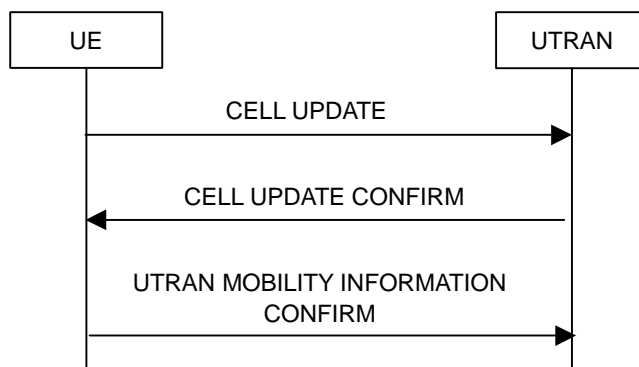 UE
UTRAN
CELL UPDATE
CELL UPDATE CONFIRM
UTRAN MOBILITY INFORMATION
CONFIRM